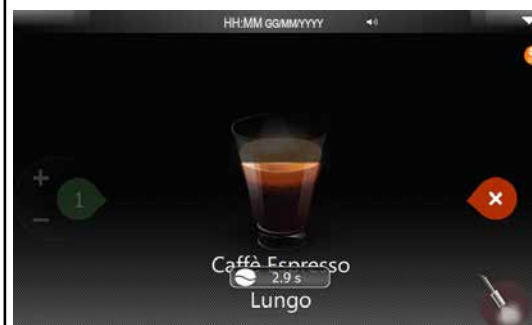 HH:MM GG/MM/YYYY
+
1
−
Caffè Espresso
2.9 s
Lungo